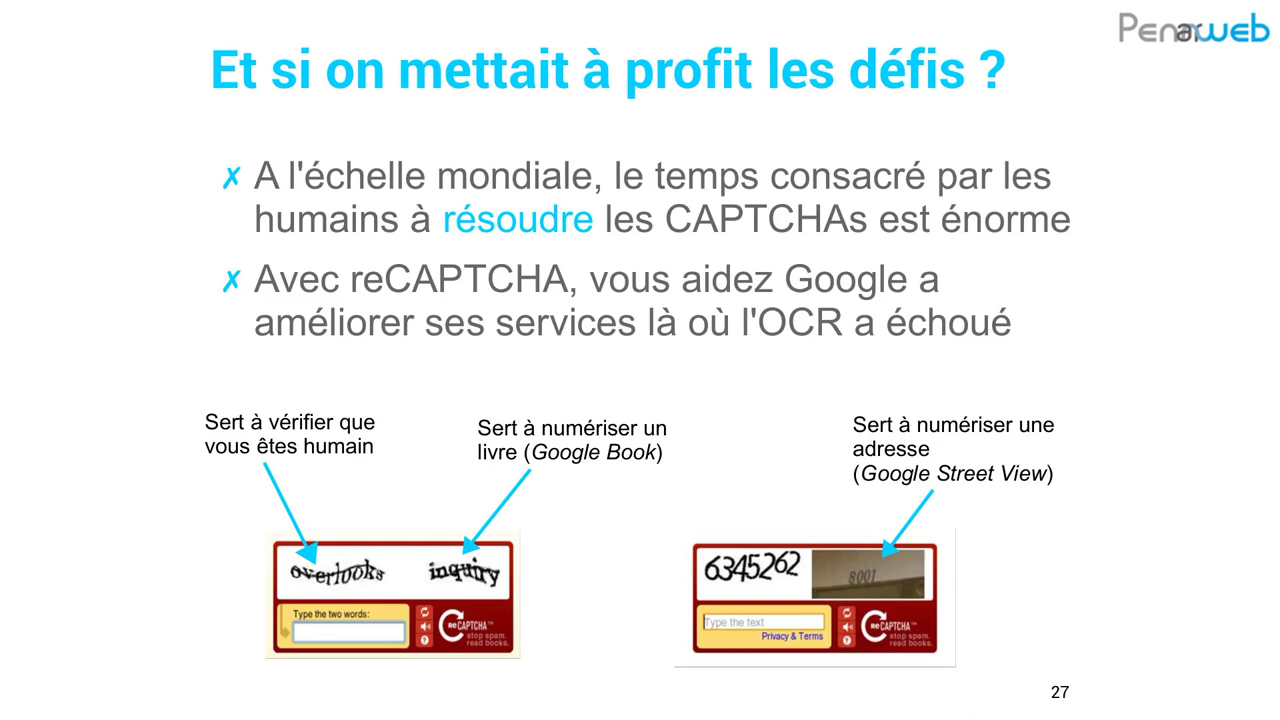 Penarweb
Et si on mettait à profit les défis ?
✗ A l'échelle mondiale, le temps consacré par les
humains à résoudre les CAPTCHAs est énorme
✗ Avec reCAPTCHA, vous aidez Google a
améliorer ses services là où l'OCR a échoué
Sert à vérifier que
vous êtes humain
Sert à numériser un
livre (Google Book)
Sert à numériser une
adresse
(Google Street View)
overlooks inquiry
Type the two words:
reCAPTCHA™
stop spam.
read books.
6345262 8001
Type the text
Privacy & Terms
reCAPTCHA™
stop spam.
read books.
27